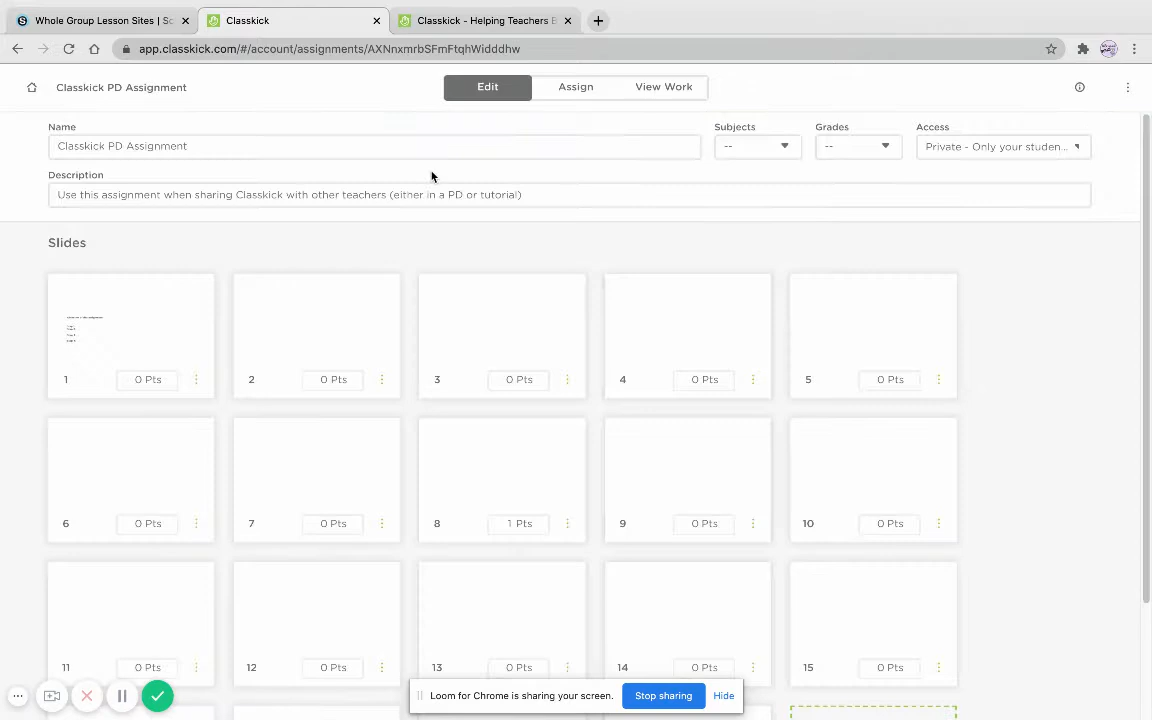 Whole Group Lesson Sites | Sc
Classkick
Classkick - Helping Teachers B
app.classkick.com/#/account/assignments/AXNnxmrbSFmFtqhWidddhw
Classkick PD Assignment
Edit
Assign
View Work
Name
Subjects
Grades
Access
Classkick PD Assignment
--
--
Private - Only your studen...
Description
Use this assignment when sharing Classkick with other teachers (either in a PD or tutorial)
Slides
1
0 Pts
2
0 Pts
3
0 Pts
4
0 Pts
5
0 Pts
6
0 Pts
7
0 Pts
8
1 Pts
9
0 Pts
10
0 Pts
11
0 Pts
12
0 Pts
13
0 Pts
14
0 Pts
15
0 Pts
Loom for Chrome is sharing your screen.
Stop sharing
Hide